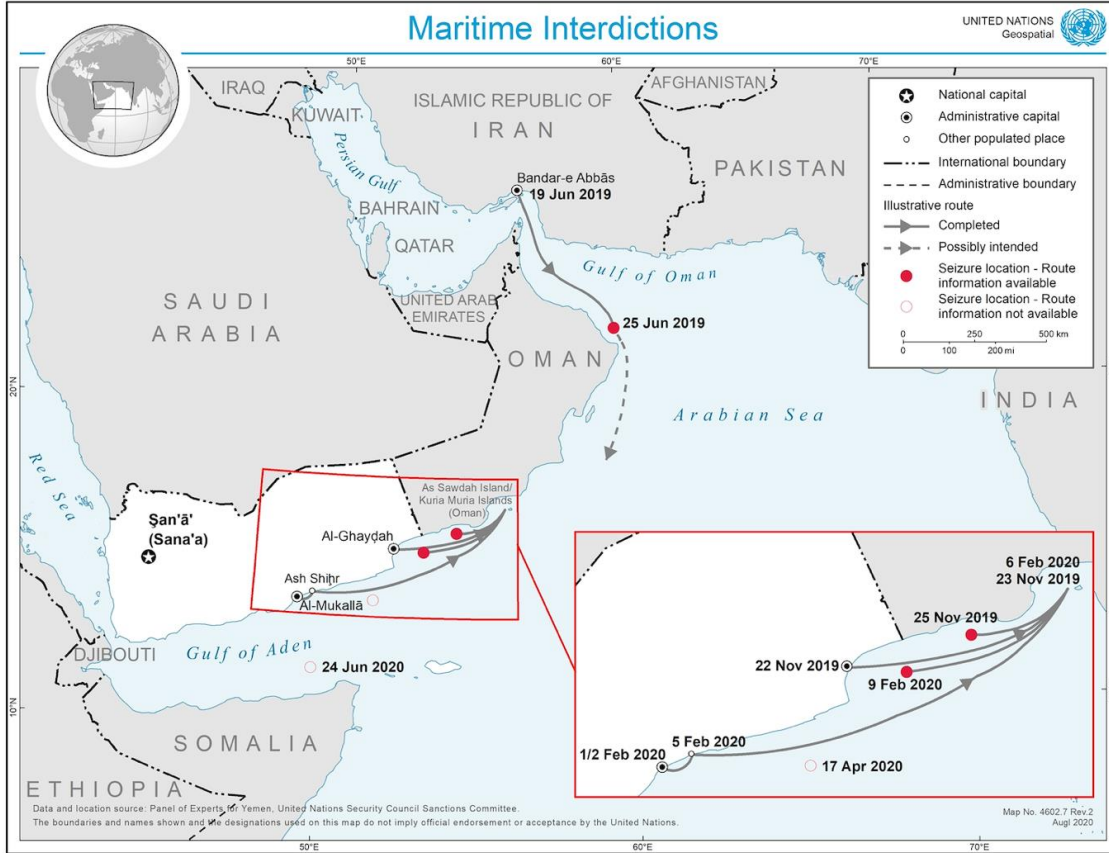 Maritime Interdictions
UNITED NATIONS
Geospatial
50°E
60°E
70°E
IRAQ
KUWAIT
ISLAMIC REPUBLIC OF
IRAN
AFGHANISTAN
PAKISTAN
Persian Gulf
Bandar-e Abbās
19 Jun 2019
BAHRAIN
QATAR
Gulf of Oman
SAUDI
ARABIA
UNITED ARAB
EMIRATES
25 Jun 2019
OMAN
INDIA
20°N
Arabian Sea
Red Sea
National capital
Administrative capital
Other populated place
International boundary
Administrative boundary
Illustrative route
Completed
Possibly intended
Seizure location - Route
information available
Seizure location - Route
information not available
0
250
500 km
0
100
200 mi
As Sawdah Island/
Kuria Muria Islands
(Oman)
Şan'ā'
(Sana'a)
Al-Ghayḑah
Ash Shiḩr
Al-Mukallā
DJIBOUTI
Gulf of Aden
24 Jun 2020
10°N
SOMALIA
ETHIOPIA
6 Feb 2020
23 Nov 2019
25 Nov 2019
22 Nov 2019
9 Feb 2020
5 Feb 2020
1/2 Feb 2020
17 Apr 2020
Data and location source: Panel of Experts for Yemen, United Nations Security Council Sanctions Committee.
The boundaries and names shown and the designations used on this map do not imply official endorsement or acceptance by the United Nations.
Map No. 4602.7 Rev.2
Augl 2020
50°E
60°E
70°E